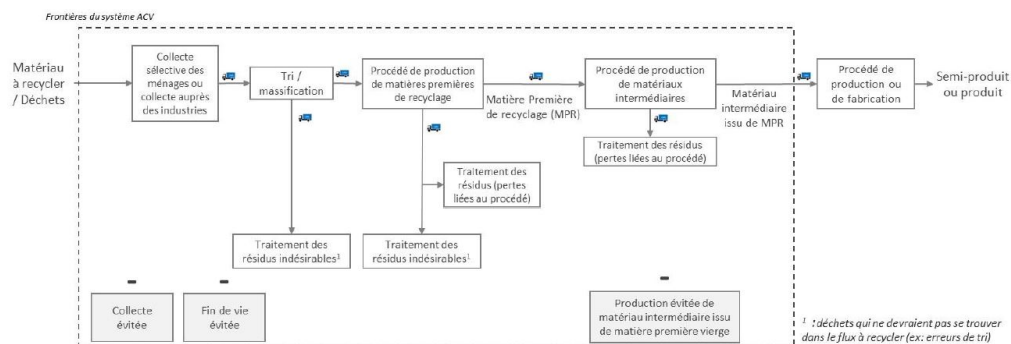 Frontières du système ACV
Matériau
à recycler
/ Déchets
Collecte
sélective des
ménages ou
collecte auprès
des industries
Tri /
massification
Procédé de production
de matières premières
de recyclage
Matière Première
de recyclage (MPR)
Procédé de production
de matériaux
intermédiaires
Matériau
intermédiaire
issu de MPR
Procédé de
production ou
de fabrication
Semi-produit
ou produit
Traitement des résidus
(pertes liées au procédé)
Traitement des
résidus (pertes
liées au procédé)
Traitement des
résidus indésirables¹
Traitement des
résidus indésirables¹
Collecte
évitée
Fin de vie
évitée
Production évitée de
matériau intermédiaire issu
de matière première vierge
¹ : déchets qui ne devraient pas se trouver
dans le flux à recycler (ex: erreurs de tri)